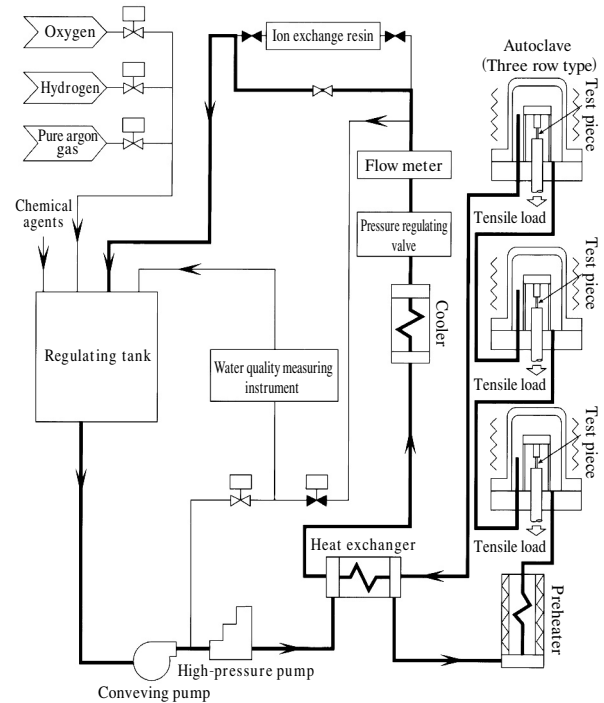 Oxygen
Hydrogen
Pure argon
gas
Chemical
agents
Ion exchange resin
Flow meter
Pressure regulating
valve
Cooler
Regulating tank
Water quality measuring
instrument
Heat exchanger
High-pressure pump
Conveving pump
Autoclave
(Three row type)
Test piece
Tensile load
Test piece
Tensile load
Test piece
Tensile load
Preheater